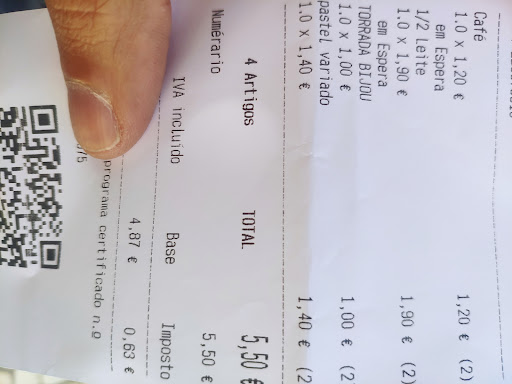 Café
1.0 x 1,20 € 1,20 € (2)
em Espera
1/2 Leite
1.0 x 1,90 € 1,90 € (2)
em Espera
TORRADA BIJOU
1.0 x 1,00 € 1,00 € (2
pastel variado
1.0 x 1,40 € 1,40 € (2
4 Artigos TOTAL 5,50 €
Numérario 5,50 €
IVA incluído Base Imposto
4,87 € 0,63 €
programa certificado n.º